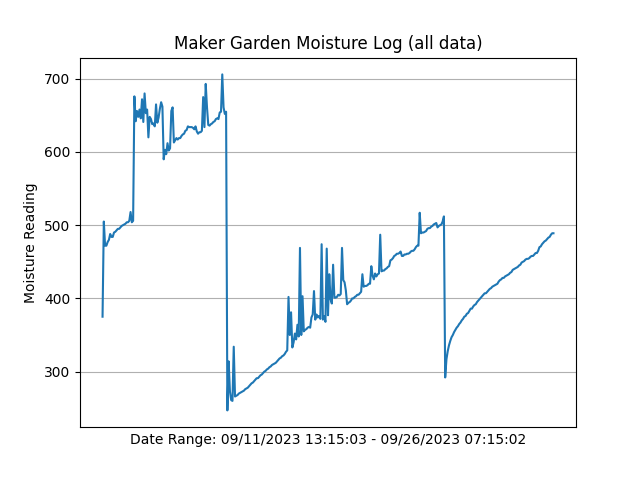 Maker Garden Moisture Log (all data)
700
600
500
400
300
Moisture Reading
Date Range: 09/11/2023 13:15:03 - 09/26/2023 07:15:02